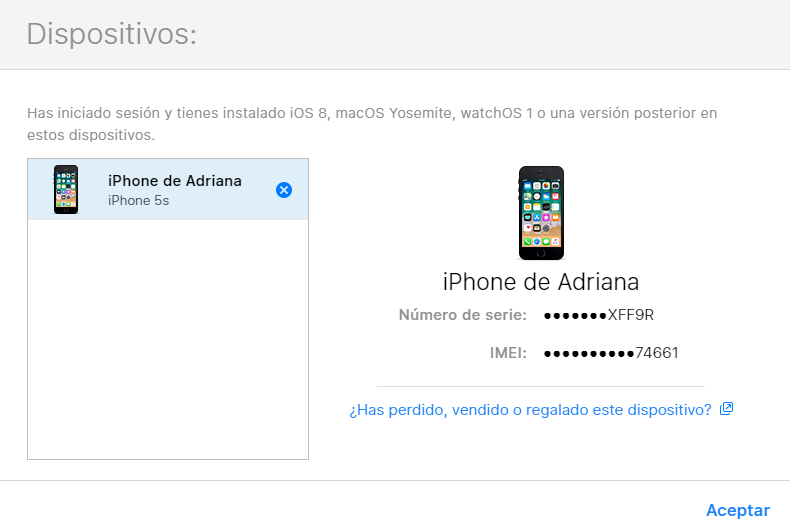 Dispositivos:
Has iniciado sesión y tienes instalado iOS 8, macOS Yosemite, watchOS 1 o una versión posterior en
estos dispositivos.
iPhone de Adriana
iPhone 5s
iPhone de Adriana
Número de serie: ●●●●●●●XFF9R
IMEI: ●●●●●●●●●●74661
¿Has perdido, vendido o regalado este dispositivo?
Aceptar